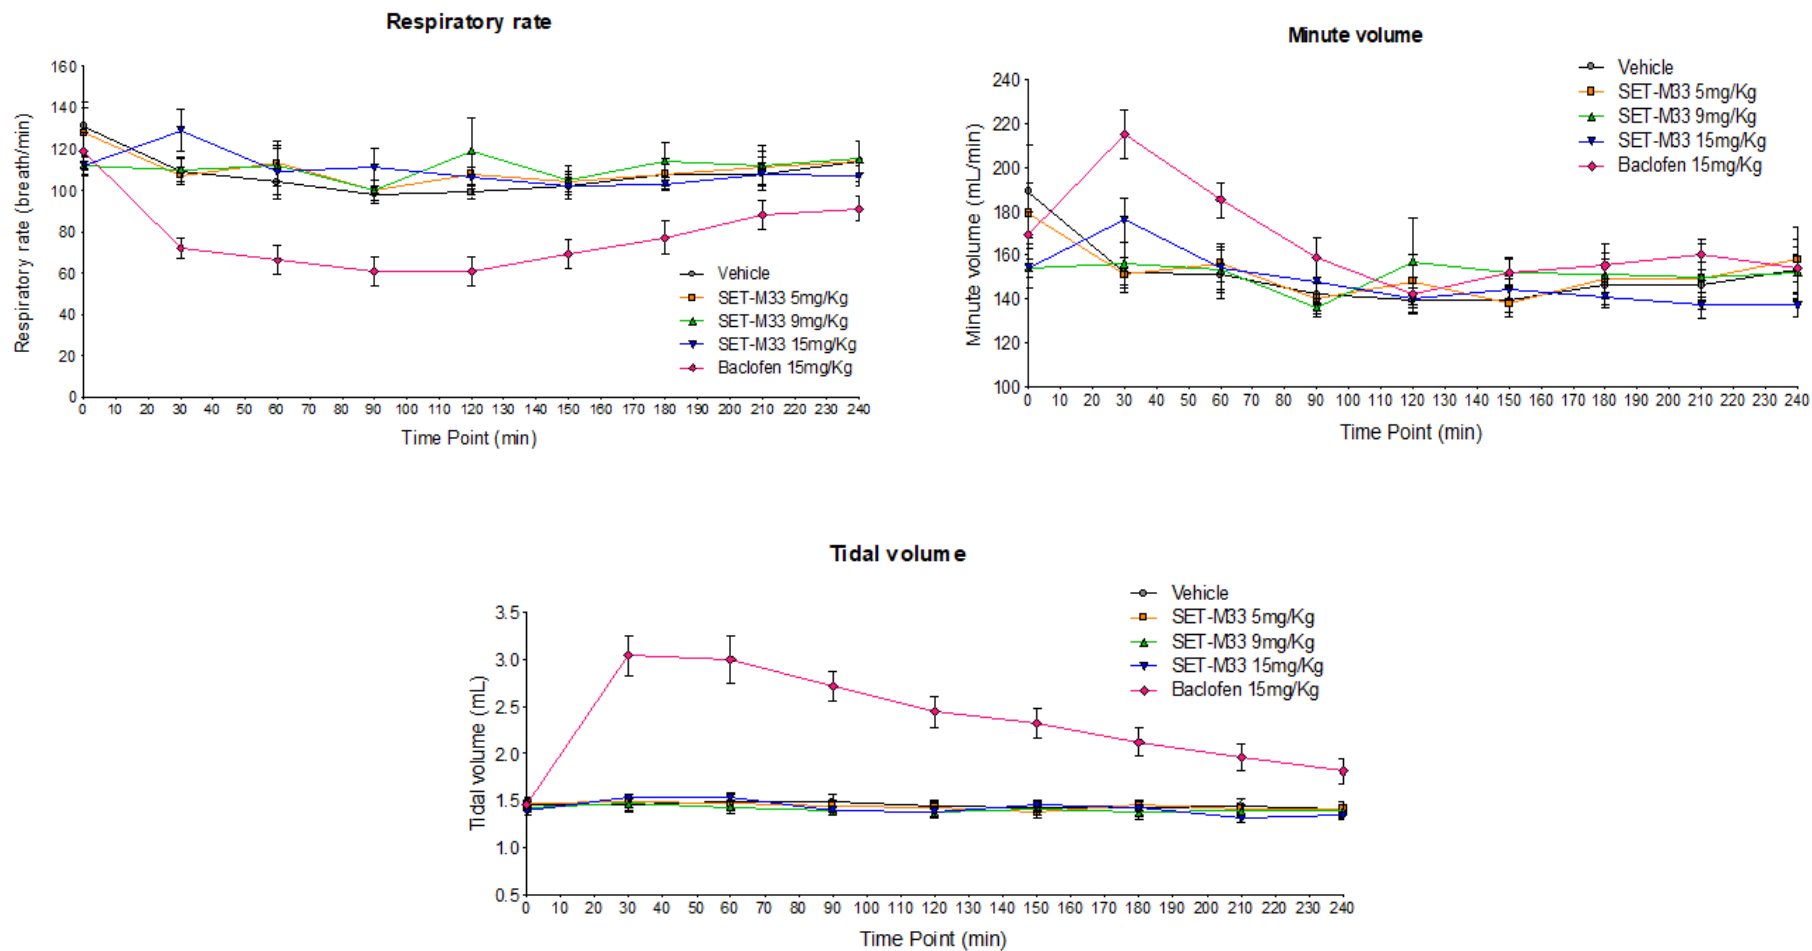 Respiratory rate
160
140
120
100
80
60
40
20
0
Respiratory rate (breath/min)
0 10 20 30 40 50 60 70 80 90 100 110 120 130 140 150 160 170 180 190 200 210 220 230 240
Time Point (min)
Vehicle
SET-M33 5mg/Kg
SET-M33 9mg/Kg
SET-M33 15mg/Kg
Baclofen 15mg/Kg
Minute volume
240
220
200
180
160
140
120
100
Minute volume (mL/min)
0 10 20 30 40 50 60 70 80 90 100 110 120 130 140 150 160 170 180 190 200 210 220 230 240
Time Point (min)
Vehicle
SET-M33 5mg/Kg
SET-M33 9mg/Kg
SET-M33 15mg/Kg
Baclofen 15mg/Kg
Tidal volume
3.5
3.0
2.5
2.0
1.5
1.0
0.5
Tidal volume (mL)
0 10 20 30 40 50 60 70 80 90 100 110 120 130 140 150 160 170 180 190 200 210 220 230 240
Time Point (min)
Vehicle
SET-M33 5mg/Kg
SET-M33 9mg/Kg
SET-M33 15mg/Kg
Baclofen 15mg/Kg